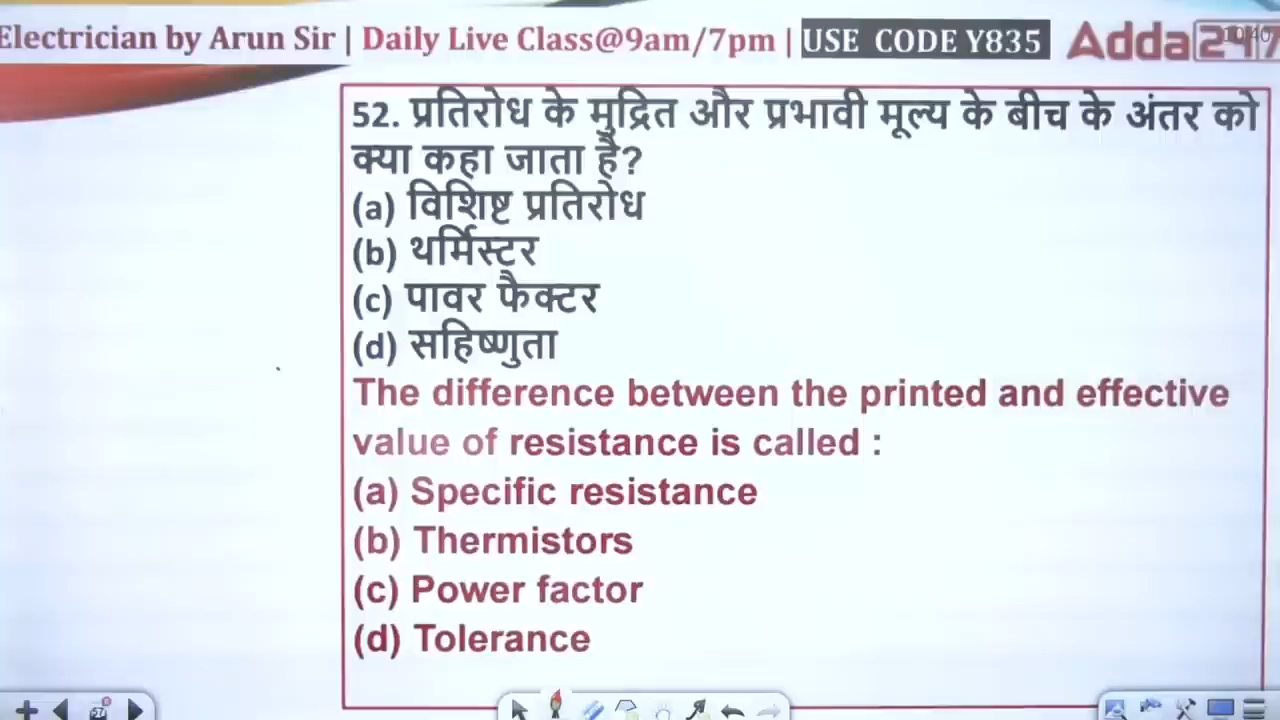 Electrician by Arun Sir | Daily Live Class@9am/7pm | USE CODE Y835 Adda247
52. प्रतिरोध के मुद्रित और प्रभावी मूल्य के बीच के अंतर को
क्या कहा जाता है?
(a) विशिष्ट प्रतिरोध
(b) थर्मिस्टर
(c) पावर फैक्टर
(d) सहिष्णुता
The difference between the printed and effective
value of resistance is called :
(a) Specific resistance
(b) Thermistors
(c) Power factor
(d) Tolerance